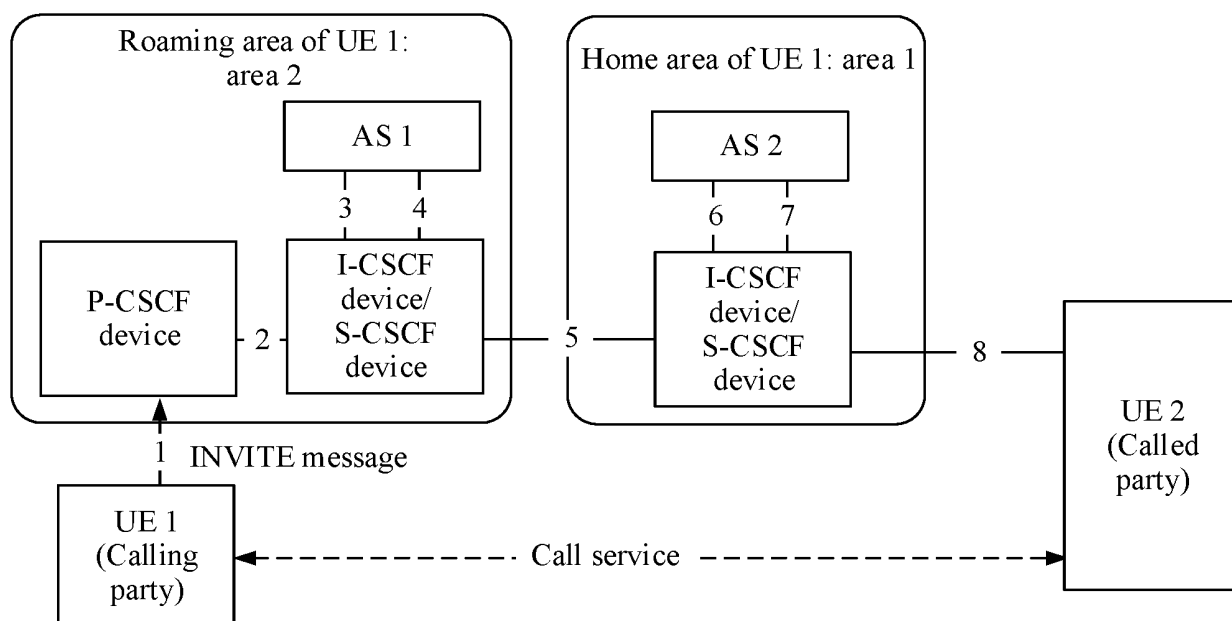 Roaming area of UE 1:
area 2
Home area of UE 1: area 1
AS 1
AS 2
3
4
6
7
P-CSCF
device
2
I-CSCF
device/
S-CSCF
device
5
I-CSCF
device/
S-CSCF
device
8
UE 2
(Called
party)
1
INVITE message
UE 1
(Calling
party)
Call service